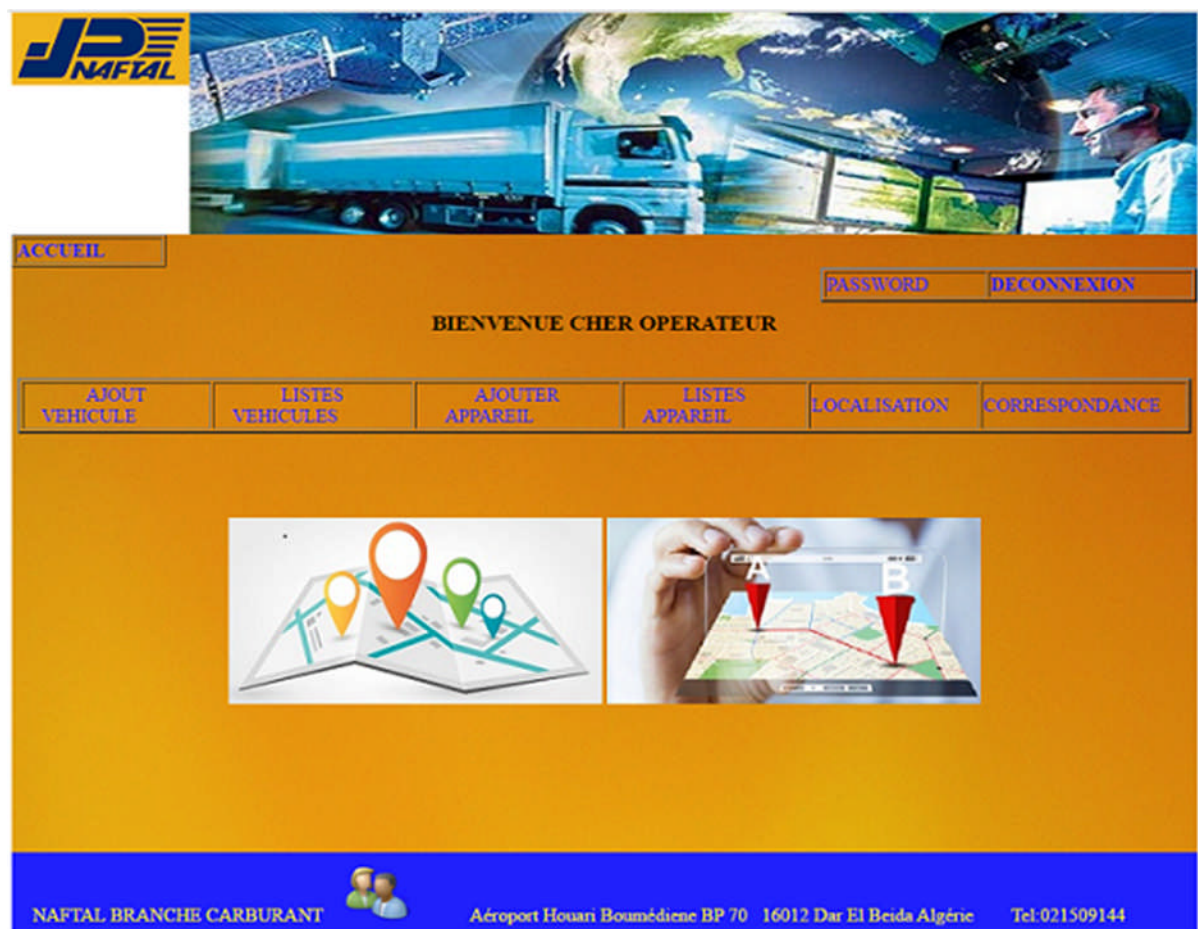 NAFTAL
ACCUEIL
PASSWORD DECONNEXION
BIENVENUE CHER OPERATEUR
AJOUT VEHICULE
LISTES VEHICULES
AJOUTER APPAREIL
LISTES APPAREIL
LOCALISATION
CORRESPONDANCE
A B
NAFTAL BRANCHE CARBURANT Aéroport Houari Boumédiene BP 70 16012 Dar El Beida Algérie Tel:021509144